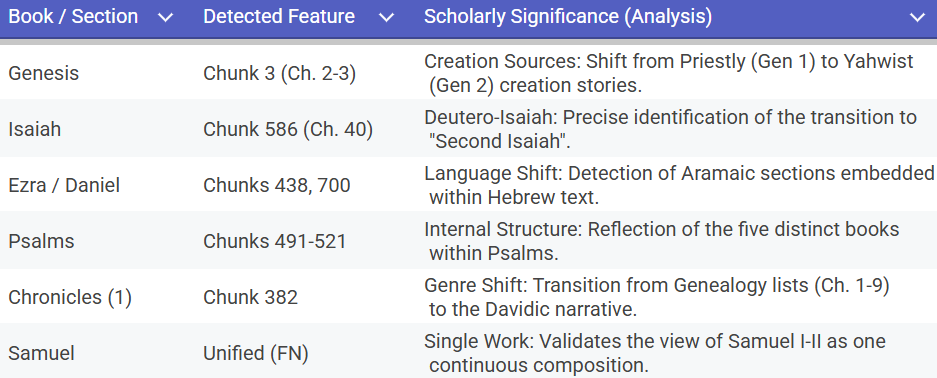 Book / Section Detected Feature Scholarly Significance (Analysis)
Genesis Chunk 3 (Ch. 2-3) Creation Sources: Shift from Priestly (Gen 1) to Yahwist
(Gen 2) creation stories.
Isaiah Chunk 586 (Ch. 40) Deutero-Isaiah: Precise identification of the transition to
"Second Isaiah".
Ezra / Daniel Chunks 438, 700 Language Shift: Detection of Aramaic sections embedded
within Hebrew text.
Psalms Chunks 491-521 Internal Structure: Reflection of the five distinct books
within Psalms.
Chronicles (1) Chunk 382 Genre Shift: Transition from Genealogy lists (Ch. 1-9)
to the Davidic narrative.
Samuel Unified (FN) Single Work: Validates the view of Samuel I-II as one
continuous composition.